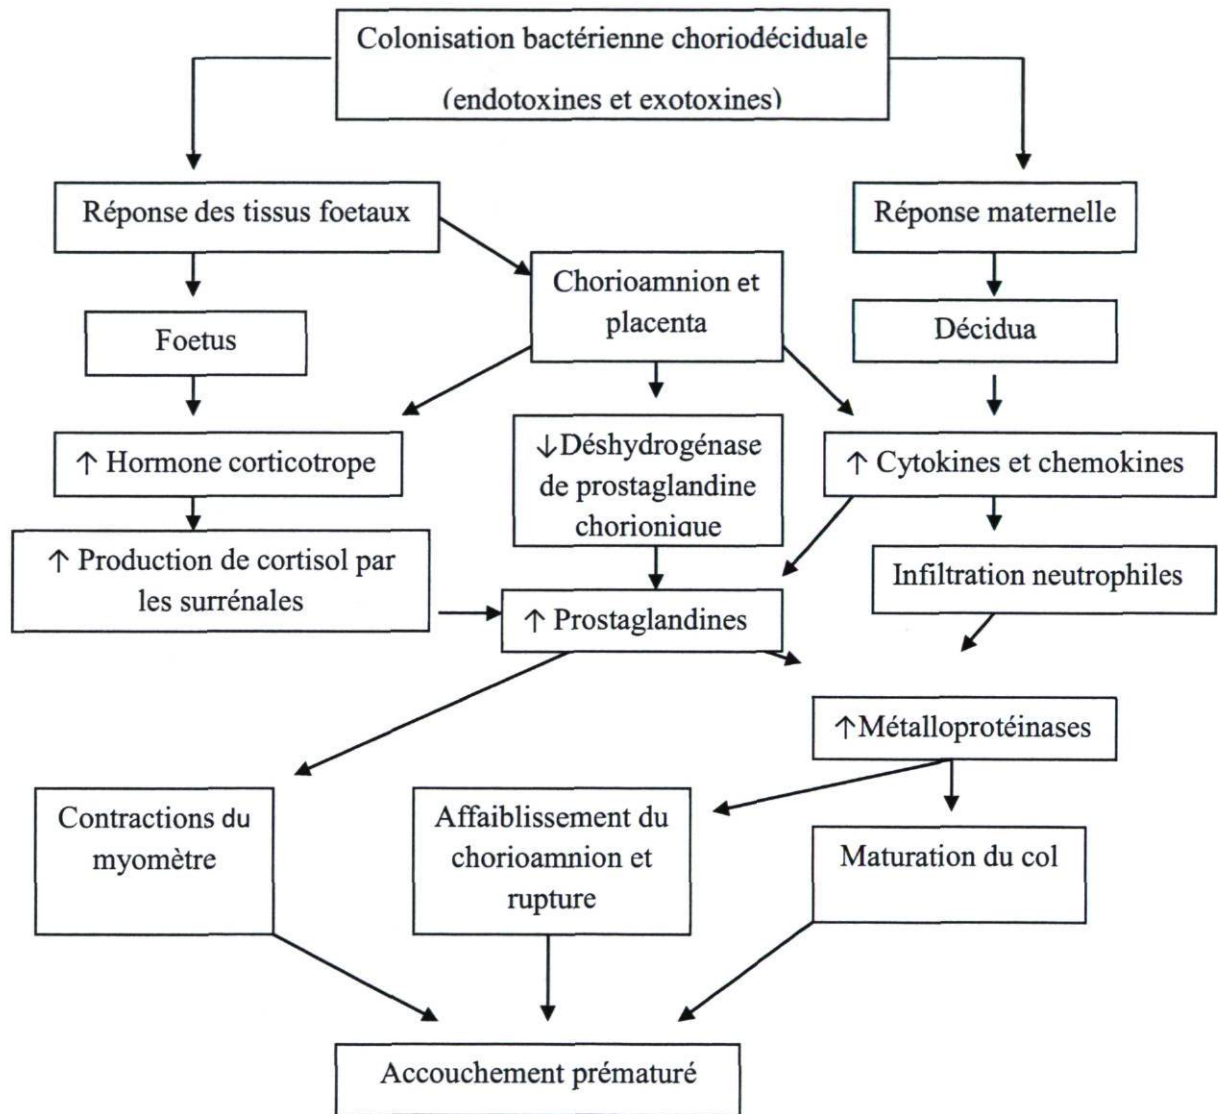 Colonisation bactérienne choriodéciduale
(endotoxines et exotoxines)
Réponse des tissus foetaux
Réponse maternelle
Chorioamnion et
placenta
Foetus
Décidua
↑ Hormone corticotrope
↓Déshydrogénase
de prostaglandine
chorionique
↑ Cytokines et chemokines
↑ Production de cortisol par
les surrénales
Infiltration neutrophiles
↑ Prostaglandines
↑Métalloprotéinases
Contractions du
myomètre
Affaiblissement du
chorioamnion et
rupture
Maturation du col
Accouchement prématuré